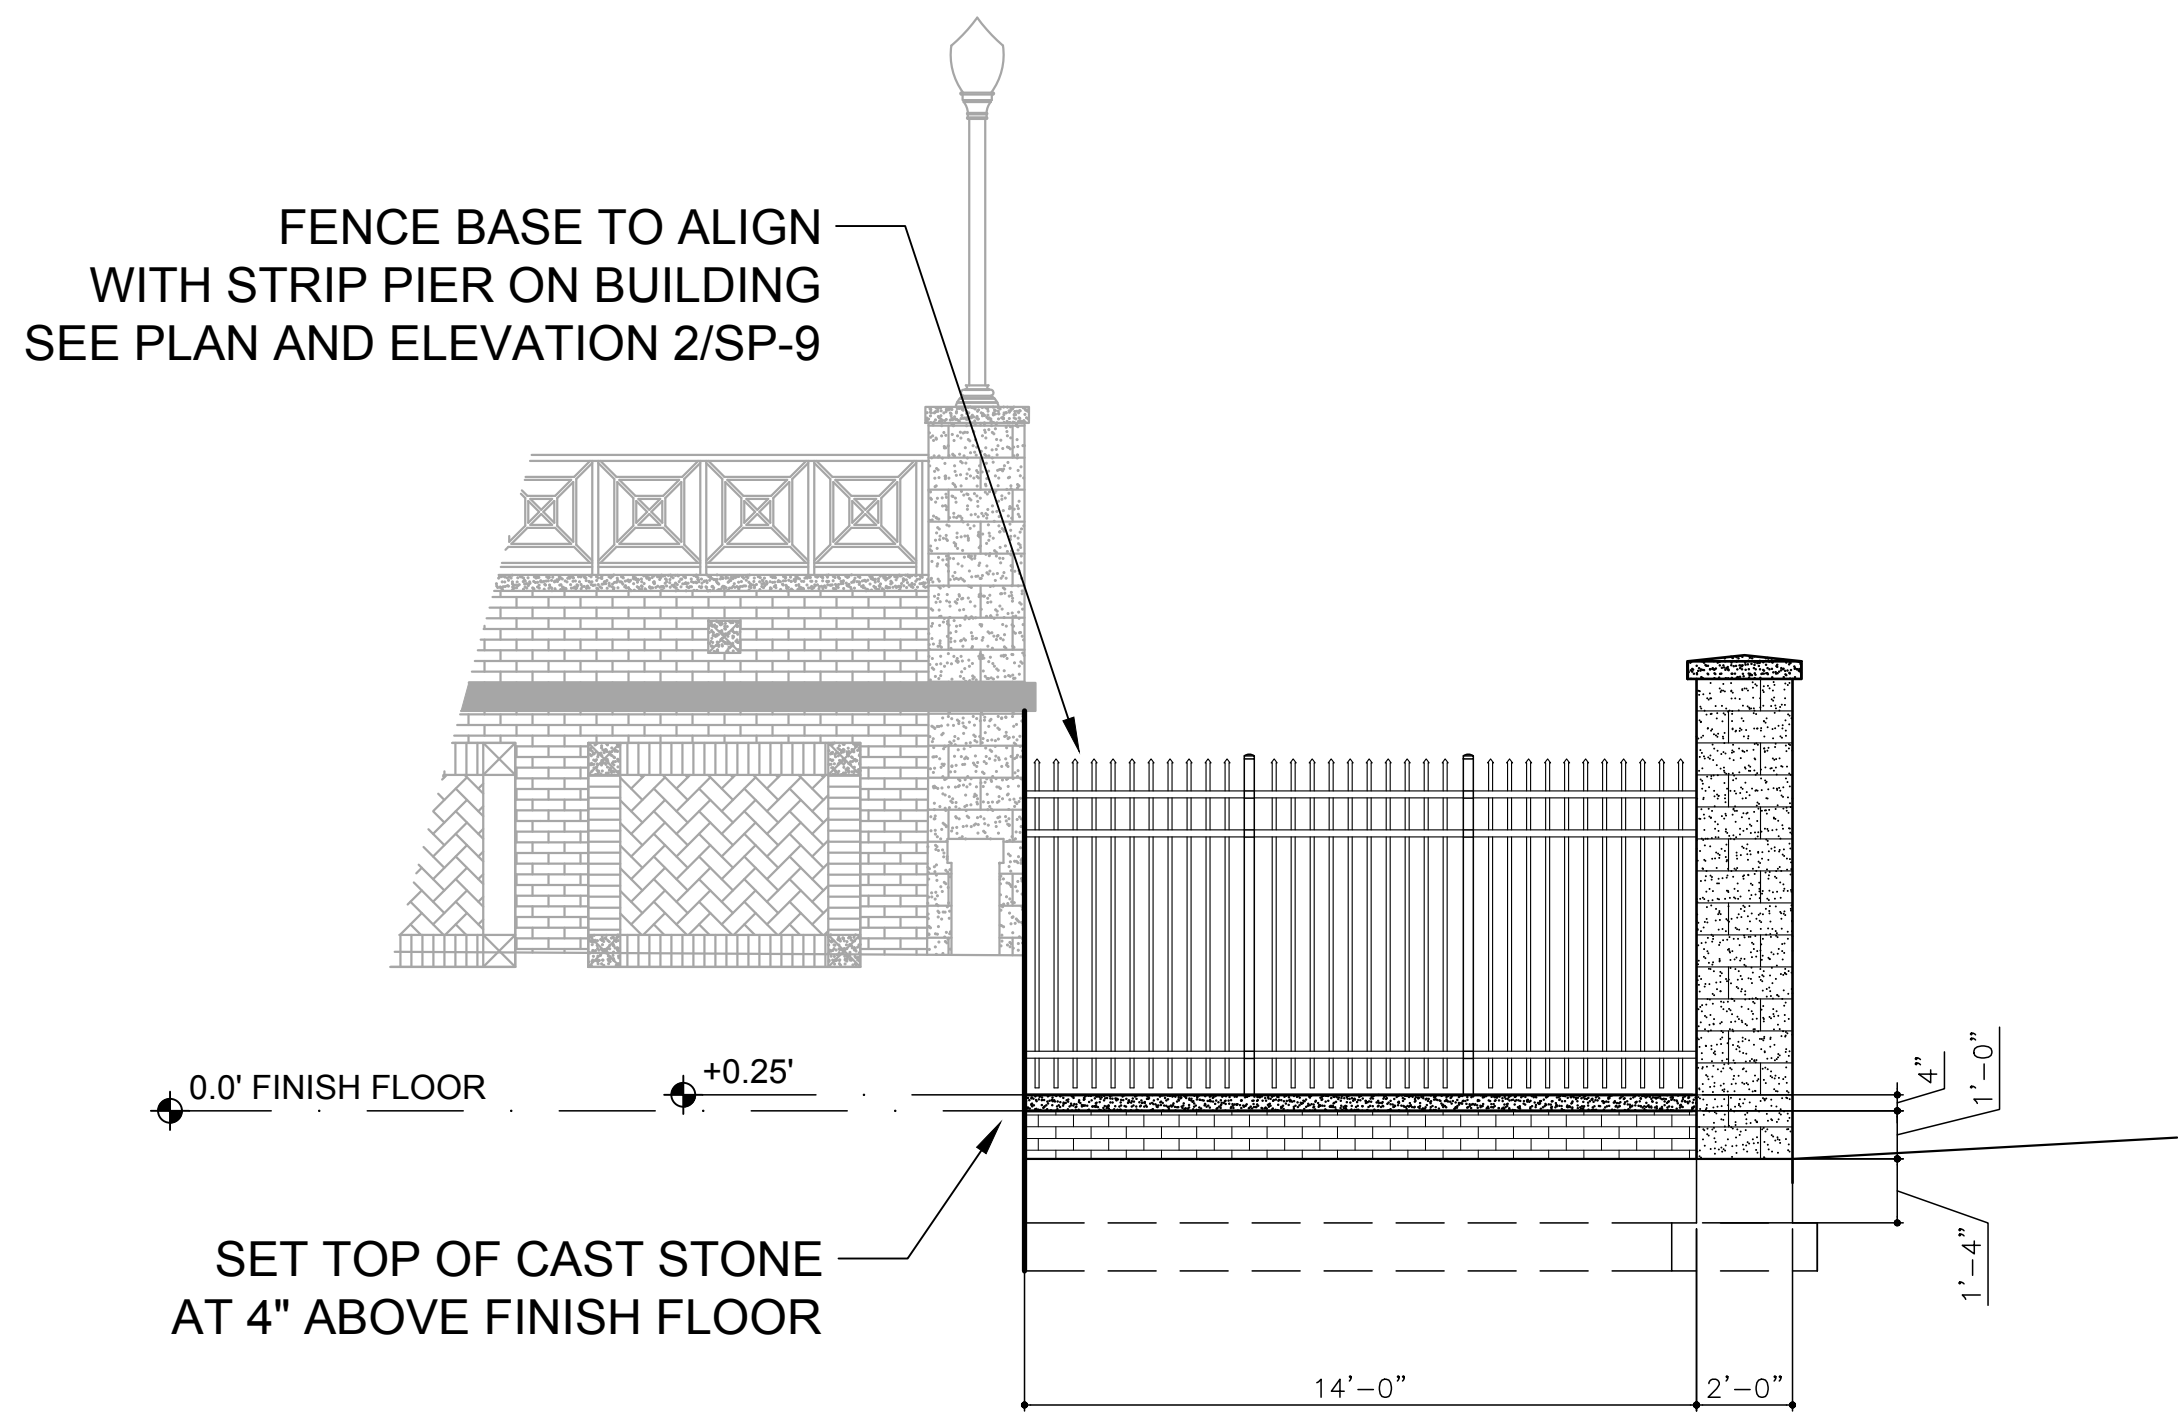 FENCE BASE TO ALIGN
WITH STRIP PIER ON BUILDING
SEE PLAN AND ELEVATION 2/SP-9
0.0' FINISH FLOOR
+0.25'
4"
1'-0"
1'-4"
SET TOP OF CAST STONE
AT 4" ABOVE FINISH FLOOR
14'-0"
2'-0"